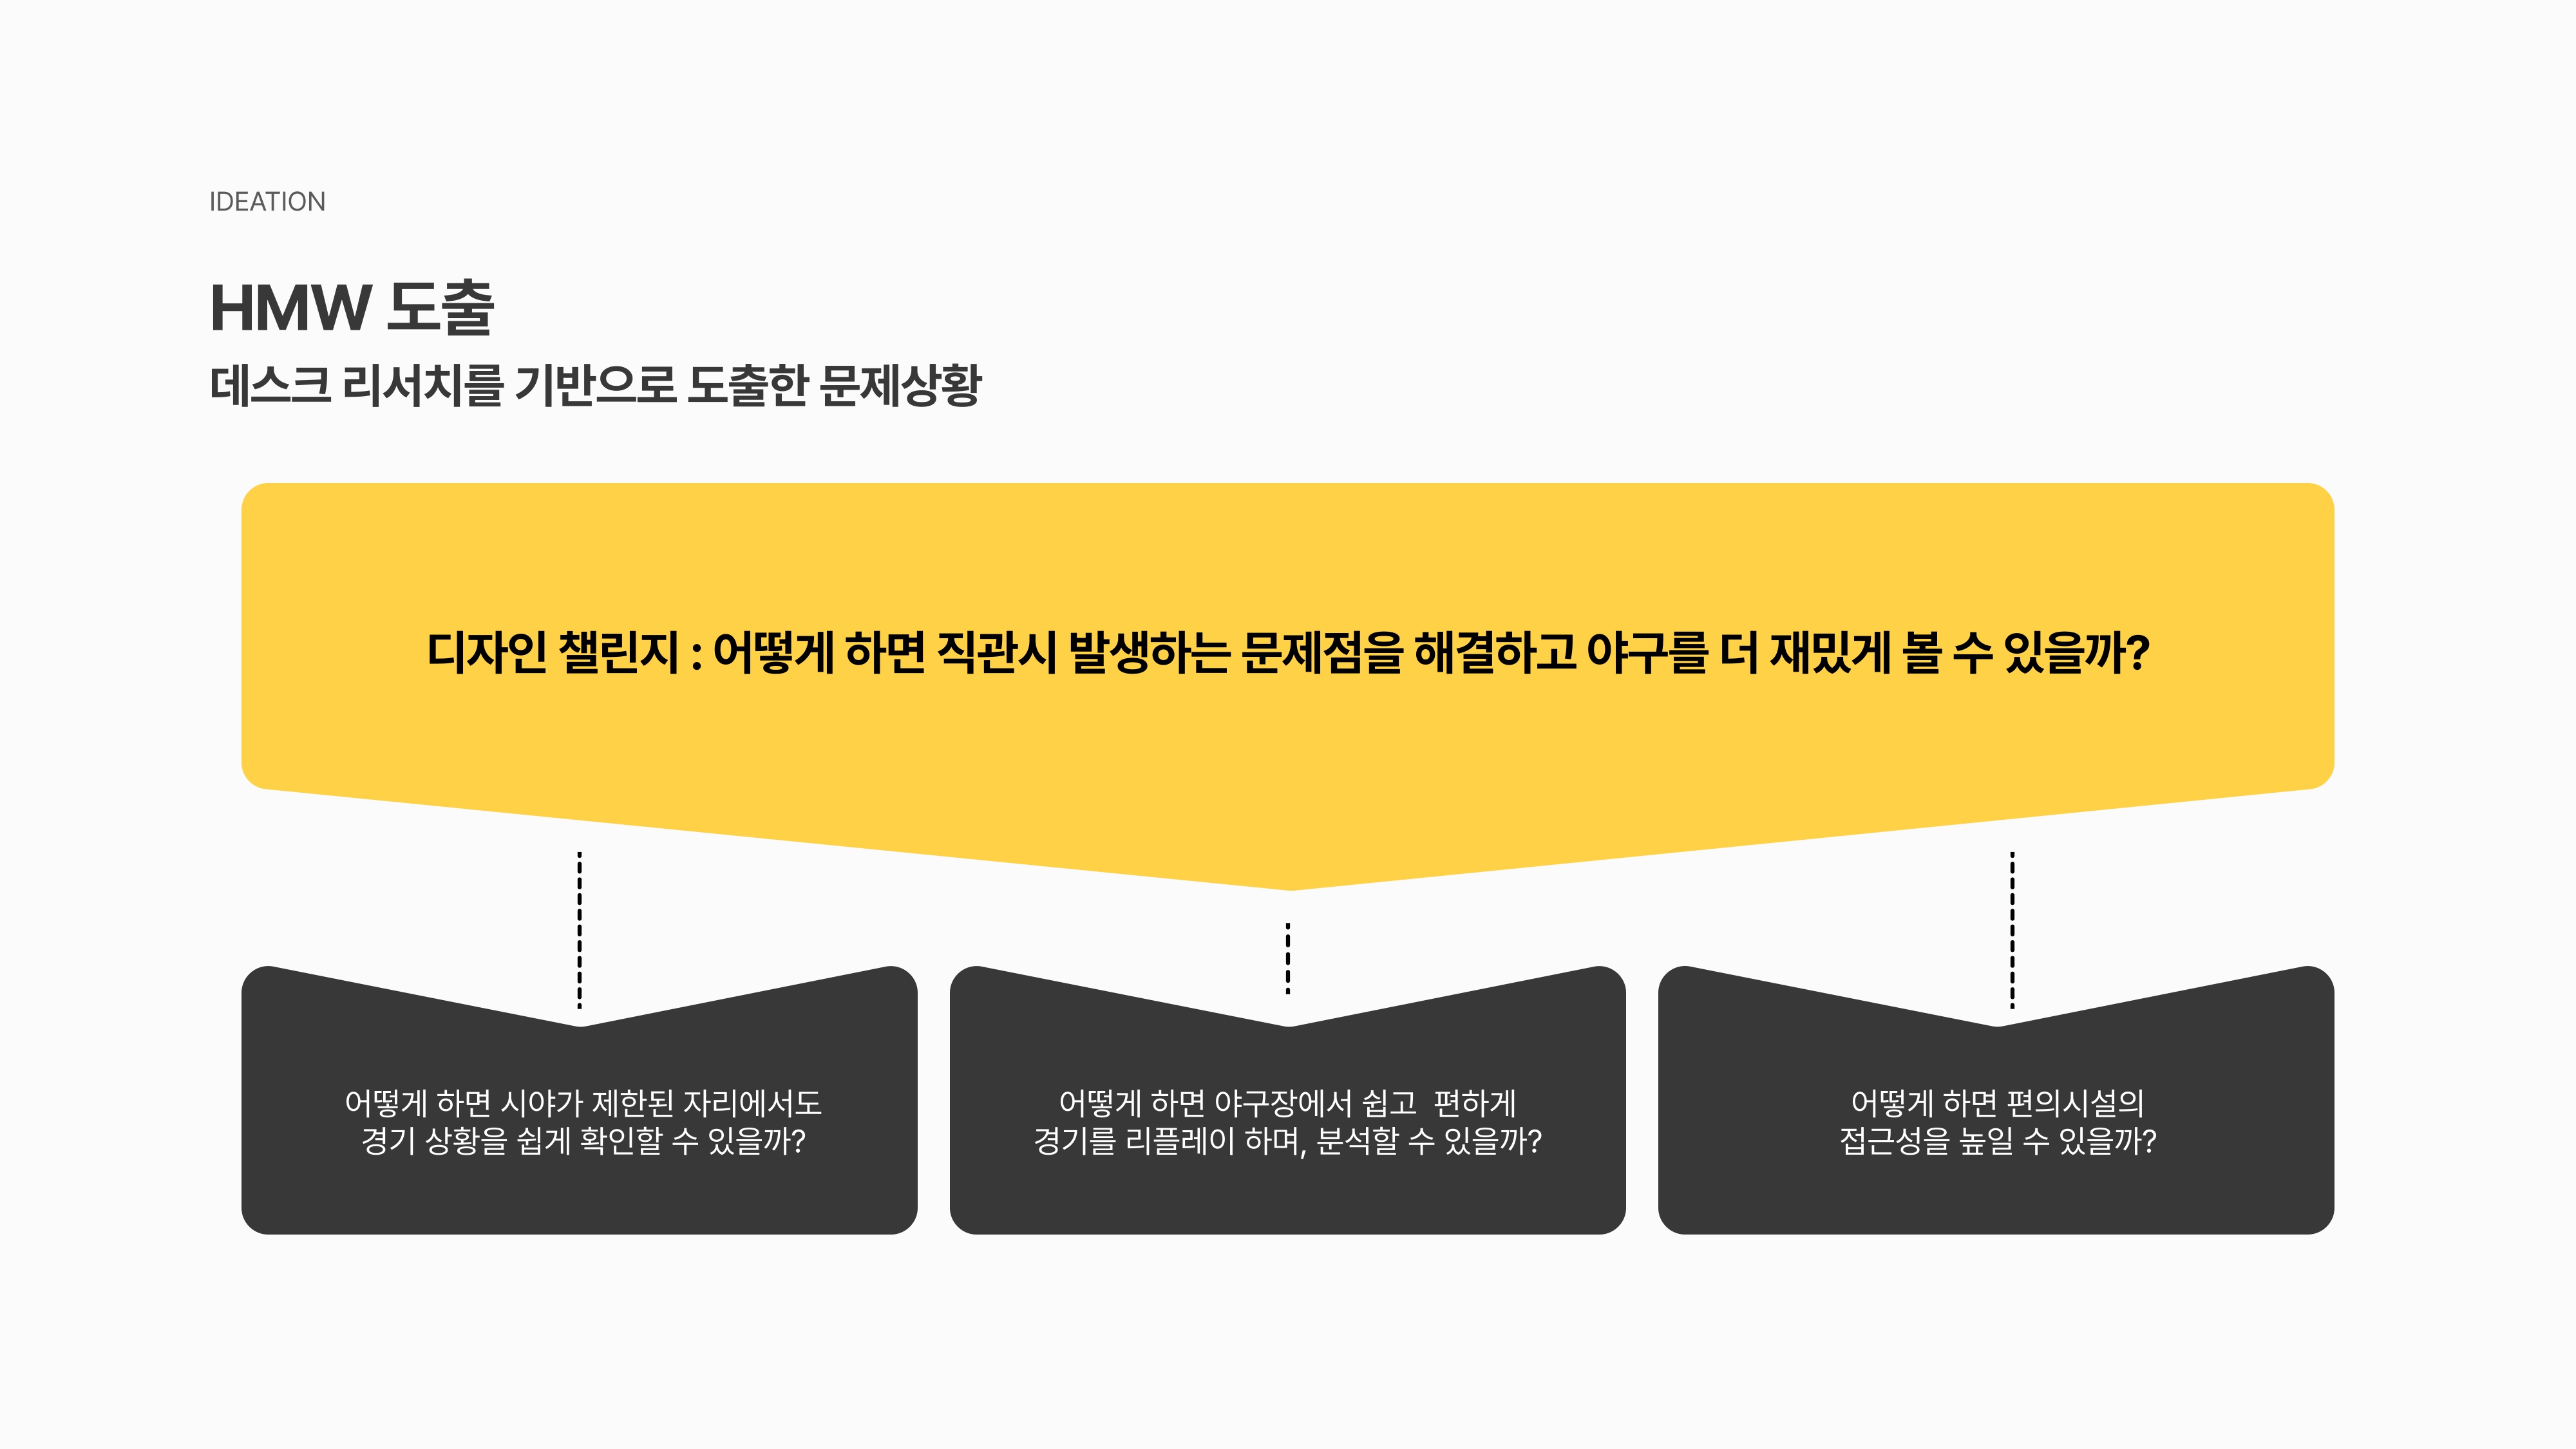 IDEATION
HMW 도출
데스크 리서치를 기반으로 도출한 문제상황
디자인 챌린지 : 어떻게 하면 직관시 발생하는 문제점을 해결하고 야구를 더 재밌게 볼 수 있을까?
어떻게 하면 시야가 제한된 자리에서도
경기 상황을 쉽게 확인할 수 있을까?
어떻게 하면 야구장에서 쉽고  편하게
경기를 리플레이 하며, 분석할 수 있을까?
어떻게 하면 편의시설의
접근성을 높일 수 있을까?